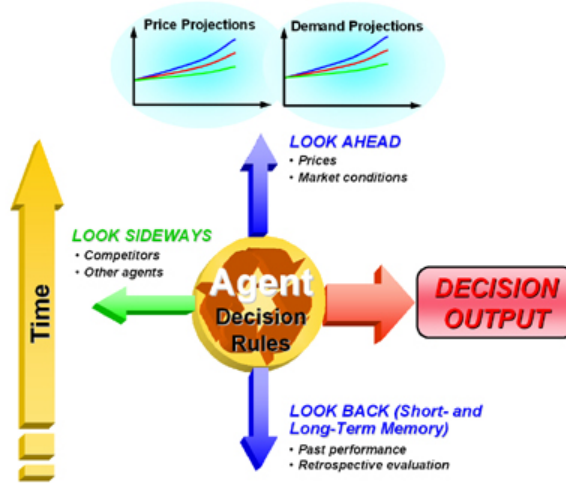 Price Projections
Demand Projections
LOOK AHEAD
• Prices
• Market conditions
LOOK SIDEWAYS
• Competitors
• Other agents
Time
Agent
Decision
Rules
DECISION
OUTPUT
LOOK BACK (Short- and
Long-Term Memory)
• Past performance
• Retrospective evaluation